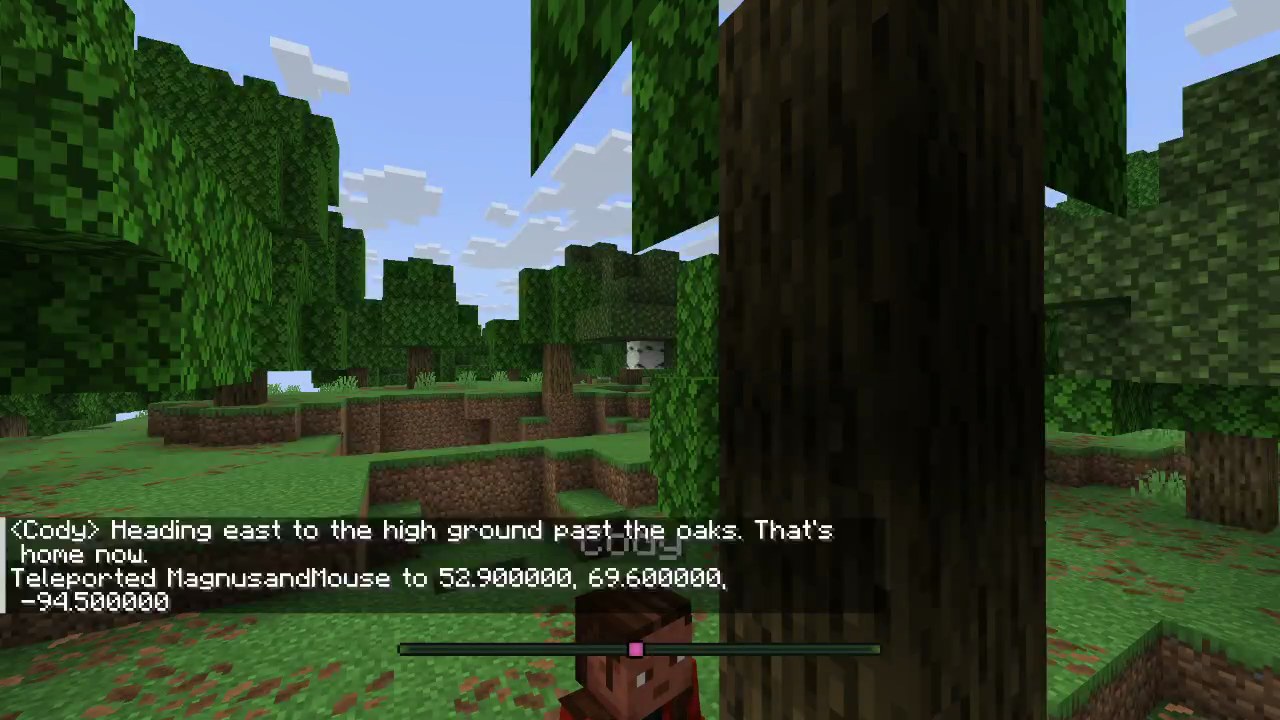 <Cody> Heading east to the high ground past the oaks. That's
home now.
Cody
Teleported MagnusandMouse to 52.900000, 69.600000,
-94.500000